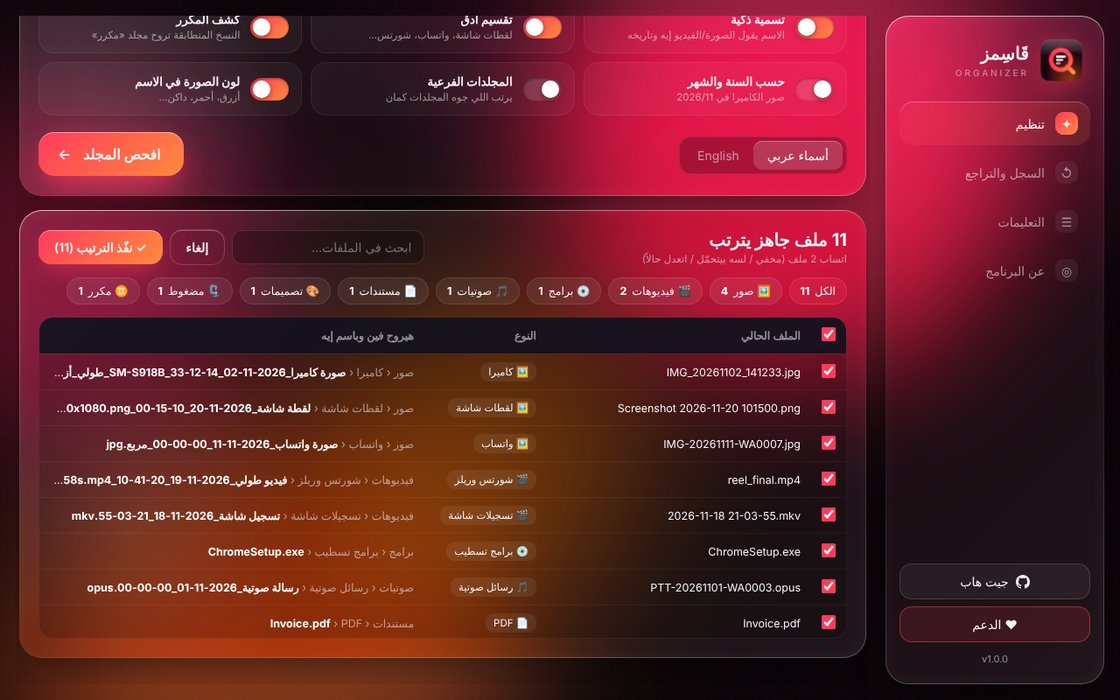 قَاسِمز
ORGANIZER
تنظيم
السجل والتراجع
التعليمات
عن البرنامج
جيت هاب
الدعم
v1.0.0
تسمية ذكية
الاسم يقول الصورة/الفيديو إيه وتاريخه
تقسيم أدق
لقطات شاشة، واتساب، شورتس...
كشف المكرر
النسخ المتطابقة تروح مجلد «مكرر»
حسب السنة والشهر
صور الكاميرا في 2026/11
المجلدات الفرعية
يرتب اللي جوه المجلدات كمان
لون الصورة في الاسم
أزرق، أحمر، داكن...
أسماء عربي
English
افحص المجلد ←
11 ملف جاهز يترتب
اتساب 2 ملف (مخفي / لسه بيتحمّل / اتعدل حالاً)
ابحث في الملفات...
إلغاء
✓ نفّذ الترتيب (11)
الكل 11
صور 4
فيديوهات 2
برامج 1
صوتيات 1
مستندات 1
تصميمات 1
مضغوط 1
مكرر 1
الملف الحالي
النوع
هيروح فين وباسم إيه
IMG_20261102_141233.jpg
كاميرا
صور › كاميرا › صورة كاميرا_2026-11-02_14-12-33_SM-S918B_طولي_أز...
Screenshot 2026-11-20 101500.png
لقطات شاشة
صور › لقطات شاشة › لقطة شاشة_2026-11-20_10-15-00_...0x1080.png
IMG-20261111-WA0007.jpg
واتساب
صور › واتساب › صورة واتساب_2026-11-11_00-00-00_مربع.jpg
reel_final.mp4
شورتس وريلز
فيديوهات › شورتس وريلز › فيديو طولي_2026-11-19_20-41-10_...58s.mp4
2026-11-18 21-03-55.mkv
تسجيلات شاشة
فيديوهات › تسجيلات شاشة › تسجيل شاشة_2026-11-18_21-03-55.mkv
ChromeSetup.exe
برامج تسطيب
برامج › برامج تسطيب › ChromeSetup.exe
PTT-20261101-WA0003.opus
رسائل صوتية
صوتيات › رسائل صوتية › رسالة صوتية_2026-11-01_00-00-00.opus
Invoice.pdf
PDF
مستندات › PDF › Invoice.pdf